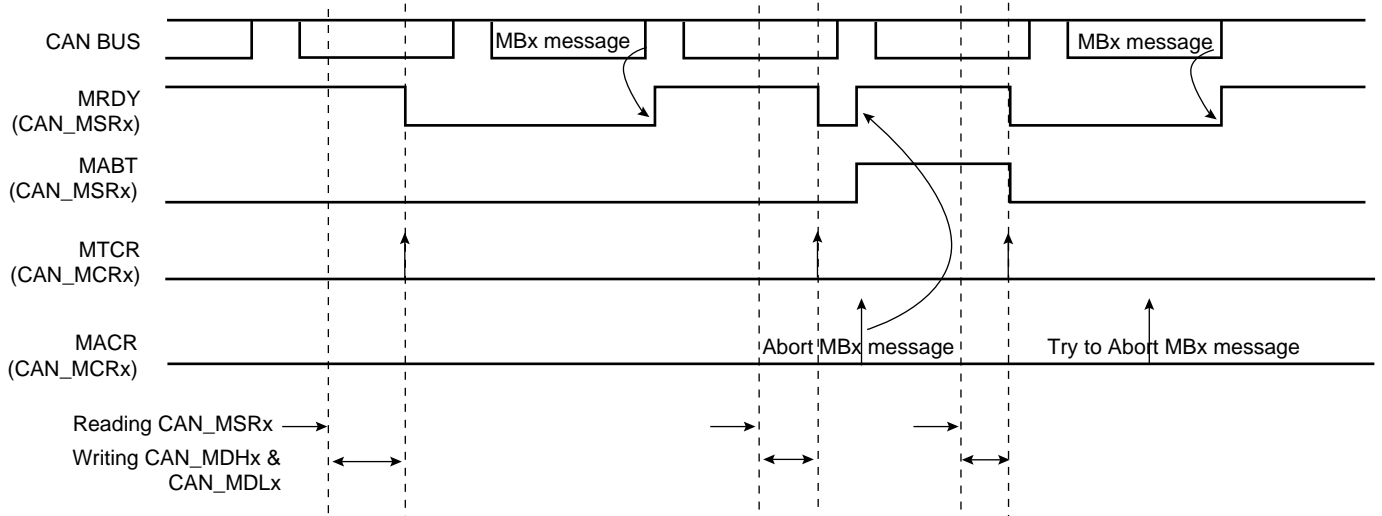 CAN BUS
MBx message
MBx message
MRDY
(CAN_MSRx)
MABT
(CAN_MSRx)
MTCR
(CAN_MCRx)
Abort MBx message
Try to Abort MBx message
MACR
(CAN_MCRx)
Reading CAN_MSRx
Writing CAN_MDHx &
CAN_MDLx